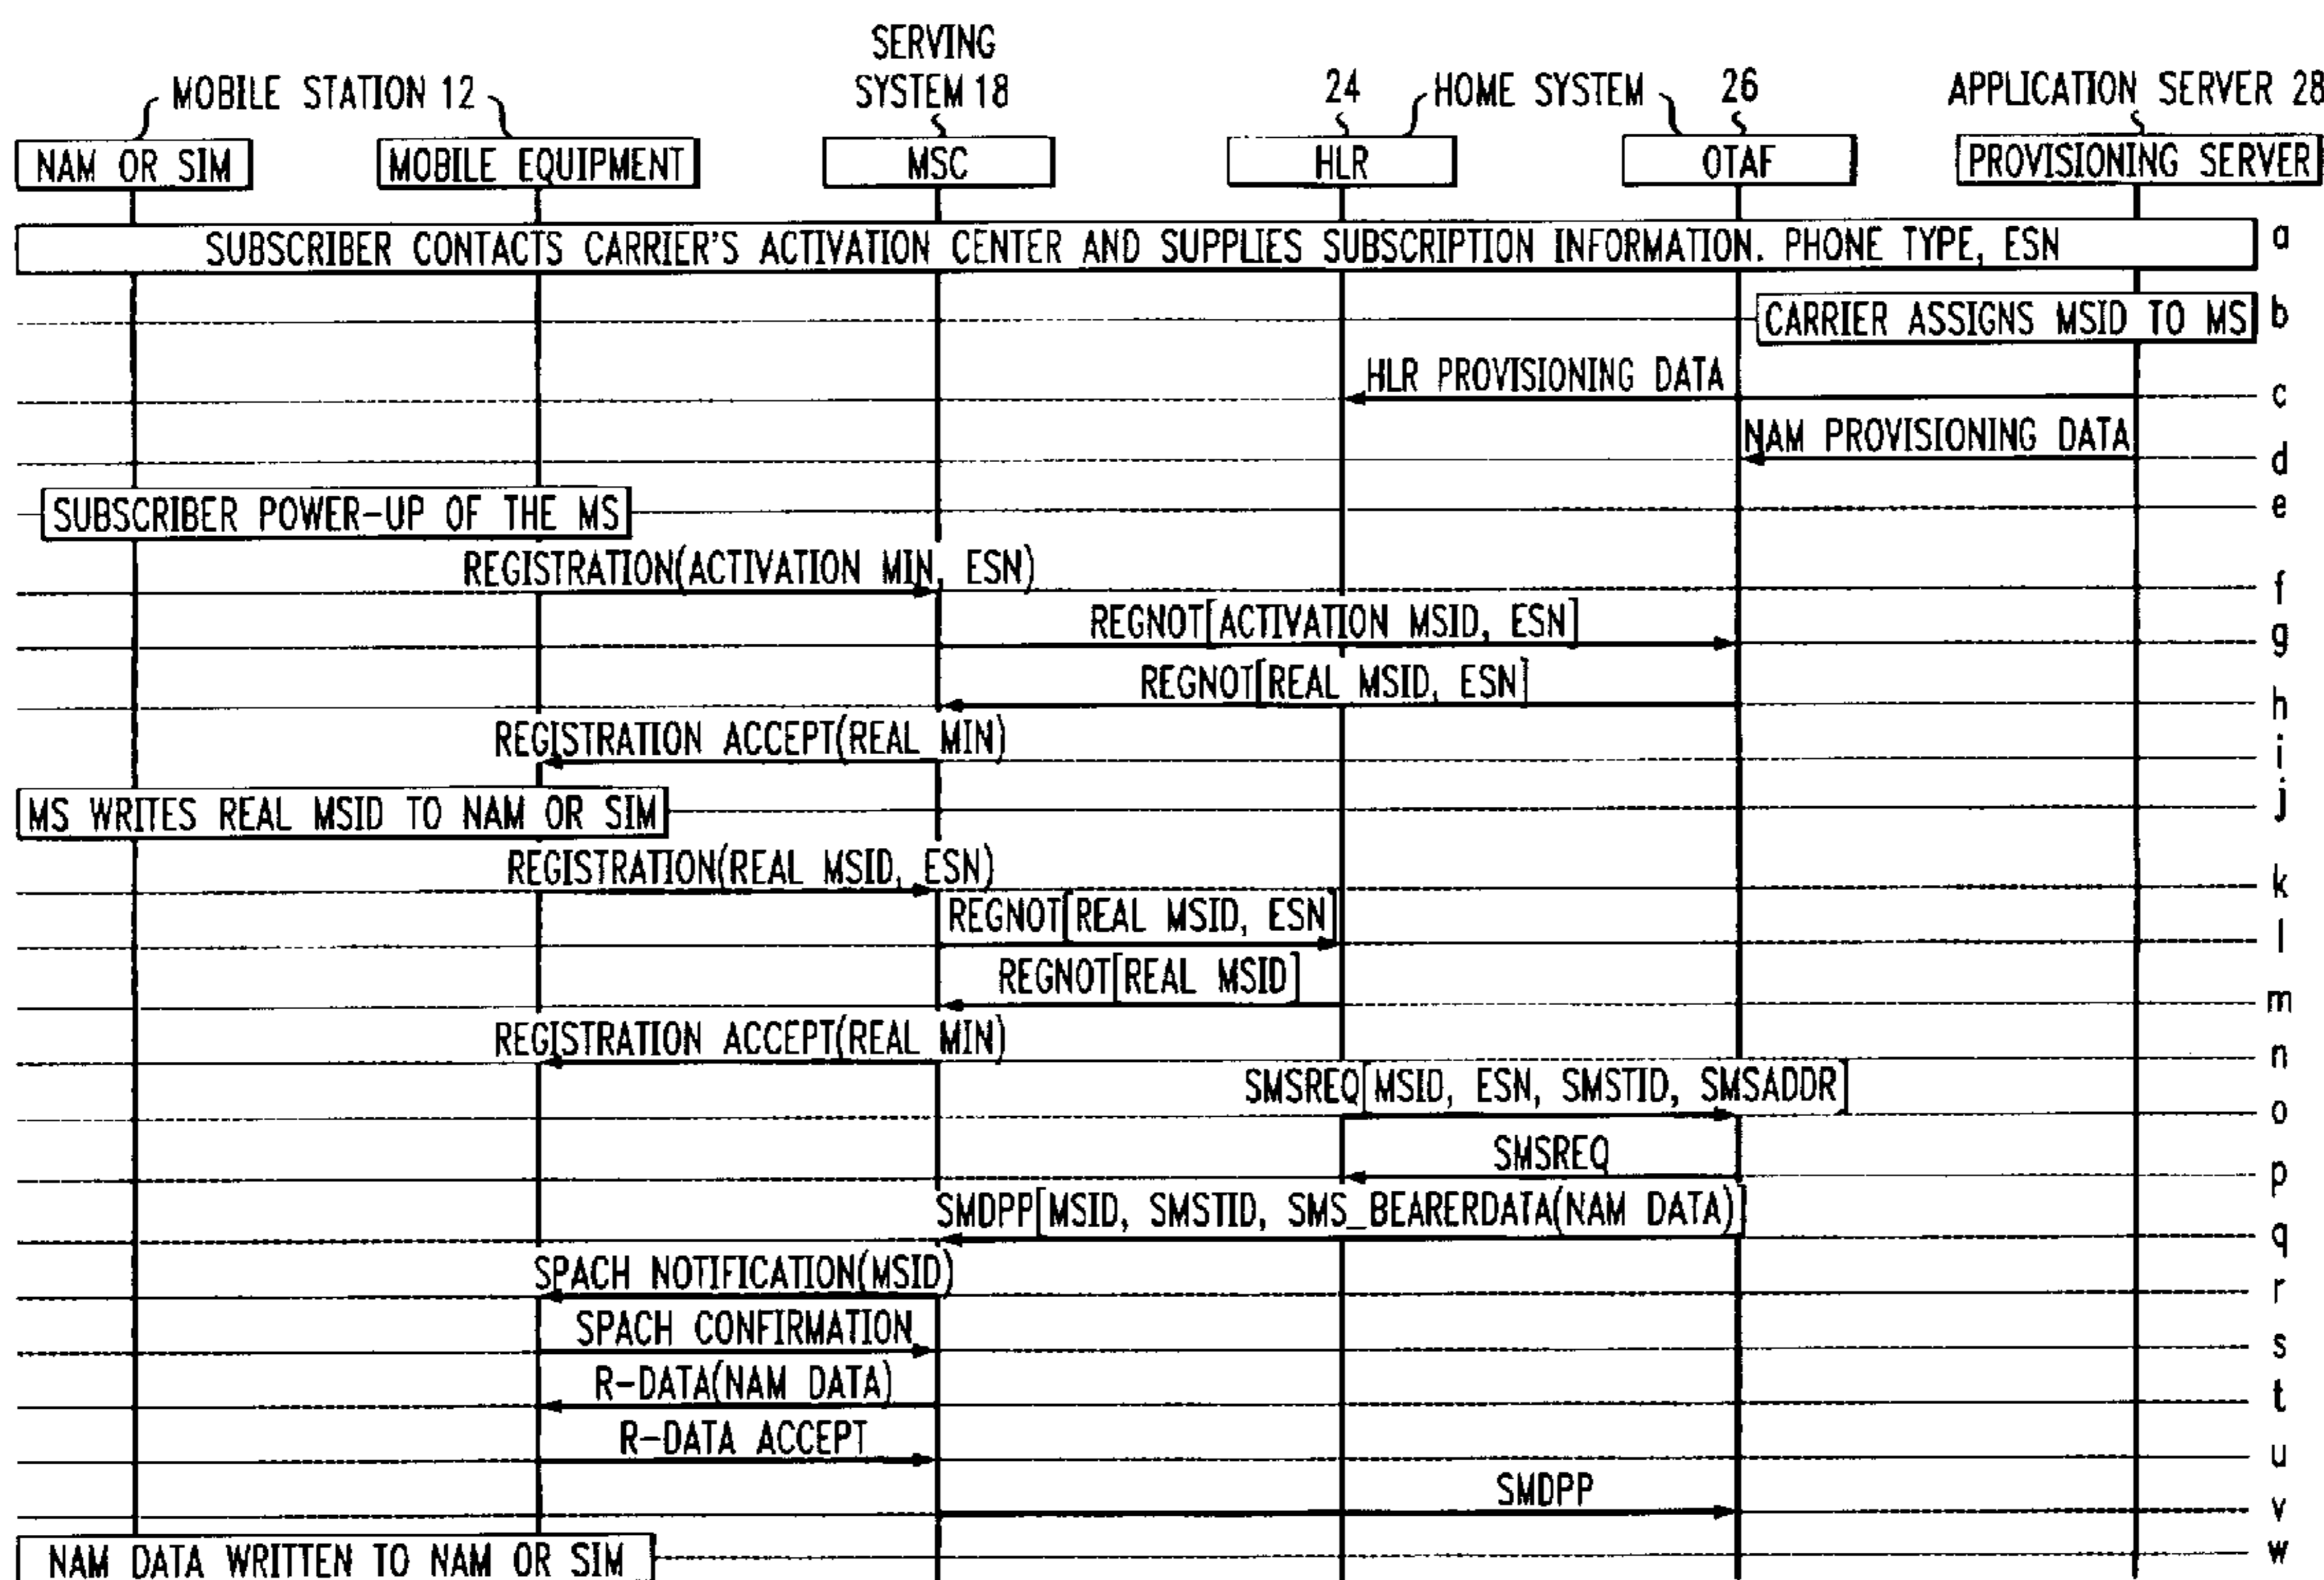 SERVING
MOBILE STATION 12 SYSTEM 18 24 HOME SYSTEM 26 APPLICATION SERVER 28
NAM OR SIM MOBILE EQUIPMENT MSC HLR OTAF PROVISIONING SERVER
SUBSCRIBER CONTACTS CARRIER'S ACTIVATION CENTER AND SUPPLIES SUBSCRIPTION INFORMATION. PHONE TYPE, ESN a
CARRIER ASSIGNS MSID TO MS b
HLR PROVISIONING DATA c
NAM PROVISIONING DATA d
SUBSCRIBER POWER-UP OF THE MS e
REGISTRATION(ACTIVATION MIN, ESN) f
REGNOT[ACTIVATION MSID, ESN] g
REGNOT[REAL MSID, ESN] h
REGISTRATION ACCEPT(REAL MIN) i
MS WRITES REAL MSID TO NAM OR SIM j
REGISTRATION(REAL MSID, ESN) k
REGNOT[REAL MSID, ESN] l
REGNOT[REAL MSID] m
REGISTRATION ACCEPT(REAL MIN) n
SMSREQ[MSID, ESN, SMSTID, SMSADDR] o
SMSREQ p
SMDPP[MSID, SMSTID, SMS_BEARERDATA(NAM DATA)] q
SPACH NOTIFICATION(MSID) r
SPACH CONFIRMATION s
R-DATA(NAM DATA) t
R-DATA ACCEPT u
SMDPP v
NAM DATA WRITTEN TO NAM OR SIM w